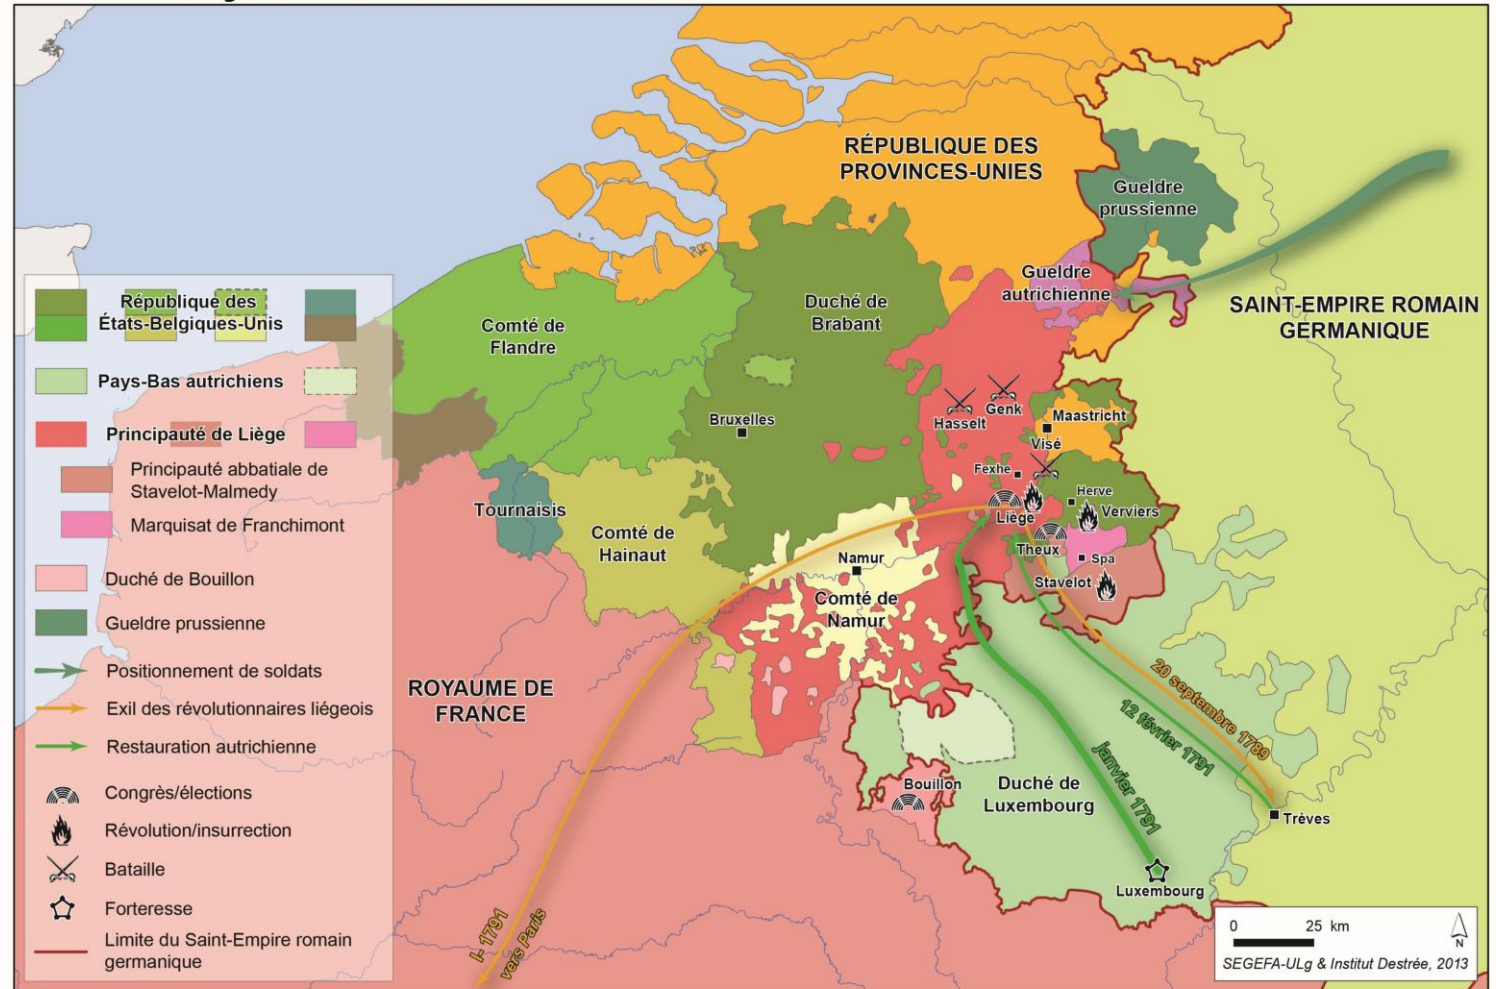 RÉPUBLIQUE DES
PROVINCES-UNIES
Gueldre
prussienne
Gueldre
autrichienne
SAINT-EMPIRE ROMAIN
GERMANIQUE
Duché de
Brabant
Comté de
Flandre
Bruxelles
Hasselt
Genk
Maastricht
Visé
Fexhe
Herve
Liège
Verviers
Theux
Spa
Stavelot
Tournaisis
Comté de
Hainaut
Namur
Comté de
Namur
ROYAUME DE
FRANCE
20 septembre 1789
12 février 1791
janvier 1791
Bouillon
Duché de
Luxembourg
Trèves
Luxembourg
I- 1791
vers Paris
République des
États-Belgiques-Unis
Pays-Bas autrichiens
Principauté de Liège
Principauté abbatiale de
Stavelot-Malmedy
Marquisat de Franchimont
Duché de Bouillon
Gueldre prussienne
Positionnement de soldats
Exil des révolutionnaires liégeois
Restauration autrichienne
Congrès/élections
Révolution/insurrection
Bataille
Forteresse
Limite du Saint-Empire romain
germanique
0 25 km
N
SEGEFA-ULg & Institut Destrée, 2013